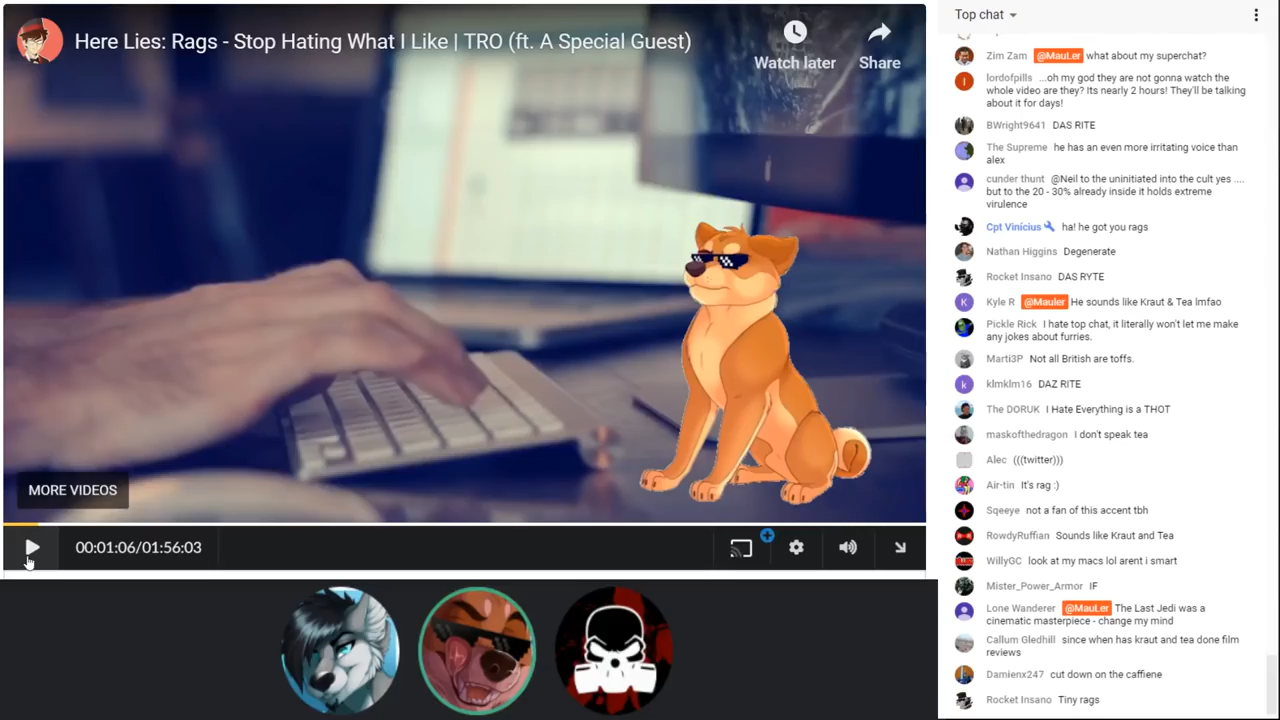 Here Lies: Rags - Stop Hating What I Like | TRO (ft. A Special Guest)
Watch later
Share
MORE VIDEOS
00:01:06/01:56:03
Top chat
Zim Zam @MauLer what about my superchat?
lordofpills ...oh my god they are not gonna watch the
whole video are they? Its nearly 2 hours! They'll be talking
about it for days!
BWright9641 DAS RITE
The Supreme he has an even more irritating voice than
alex
cunder thunt @Neil to the uninitiated into the cult yes ....
but to the 20 - 30% already inside it holds extreme
virulence
Cpt Vinícius ha! he got you rags
Nathan Higgins Degenerate
Rocket Insano DAS RYTE
Kyle R @Mauler He sounds like Kraut & Tea lmfao
Pickle Rick I hate top chat, it literally won't let me make
any jokes about furries.
Marti3P Not all British are toffs.
klmklm16 DAZ RITE
The DORUK I Hate Everything is a THOT
maskofthedragon I don't speak tea
Alec (((twitter)))
Air-tin It's rag :)
Sqeeye not a fan of this accent tbh
RowdyRuffian Sounds like Kraut and Tea
WillyGC look at my macs lol arent i smart
Mister_Power_Armor IF
Lone Wanderer @MauLer The Last Jedi was a
cinematic masterpiece - change my mind
Callum Gledhill since when has kraut and tea done film
reviews
Damienx247 cut down on the caffiene
Rocket Insano Tiny rags